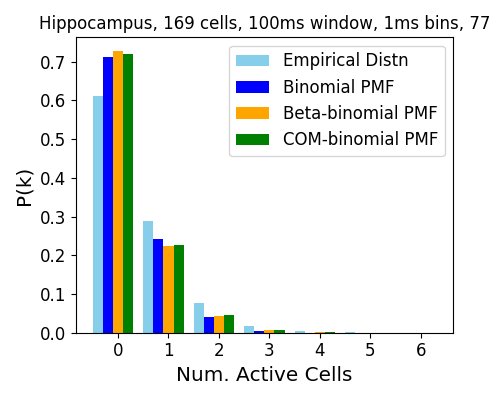 Hippocampus, 169 cells, 100ms window, 1ms bins, 77
Empirical Distn
Binomial PMF
Beta-binomial PMF
COM-binomial PMF
P(k)
0.7
0.6
0.5
0.4
0.3
0.2
0.1
0.0
0 1 2 3 4 5 6
Num. Active Cells